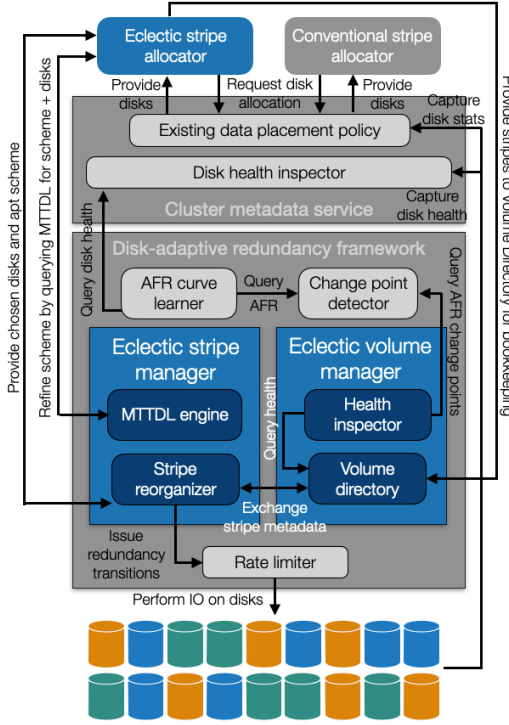 Eclectic stripe
allocator
Conventional stripe
allocator
Provide
disks
Request disk
allocation
Provide
disks
Capture
disk stats
Existing data placement policy
Disk health inspector
Cluster metadata service
Capture
disk health
Query disk health
Disk-adaptive redundancy framework
AFR curve
learner
Query
AFR
Change point
detector
Query AFR change
points
Eclectic stripe
manager
Eclectic volume
manager
MTTDL engine
Query health
Health
inspector
Stripe
reorganizer
Volume
directory
Exchange
stripe metadata
Issue
redundancy
transitions
Rate limiter
Perform IO on disks
Provide chosen disks and apt scheme
Refine scheme by querying MTTDL for scheme + disks
Provide stripes to Volume Directory for bookkeeping